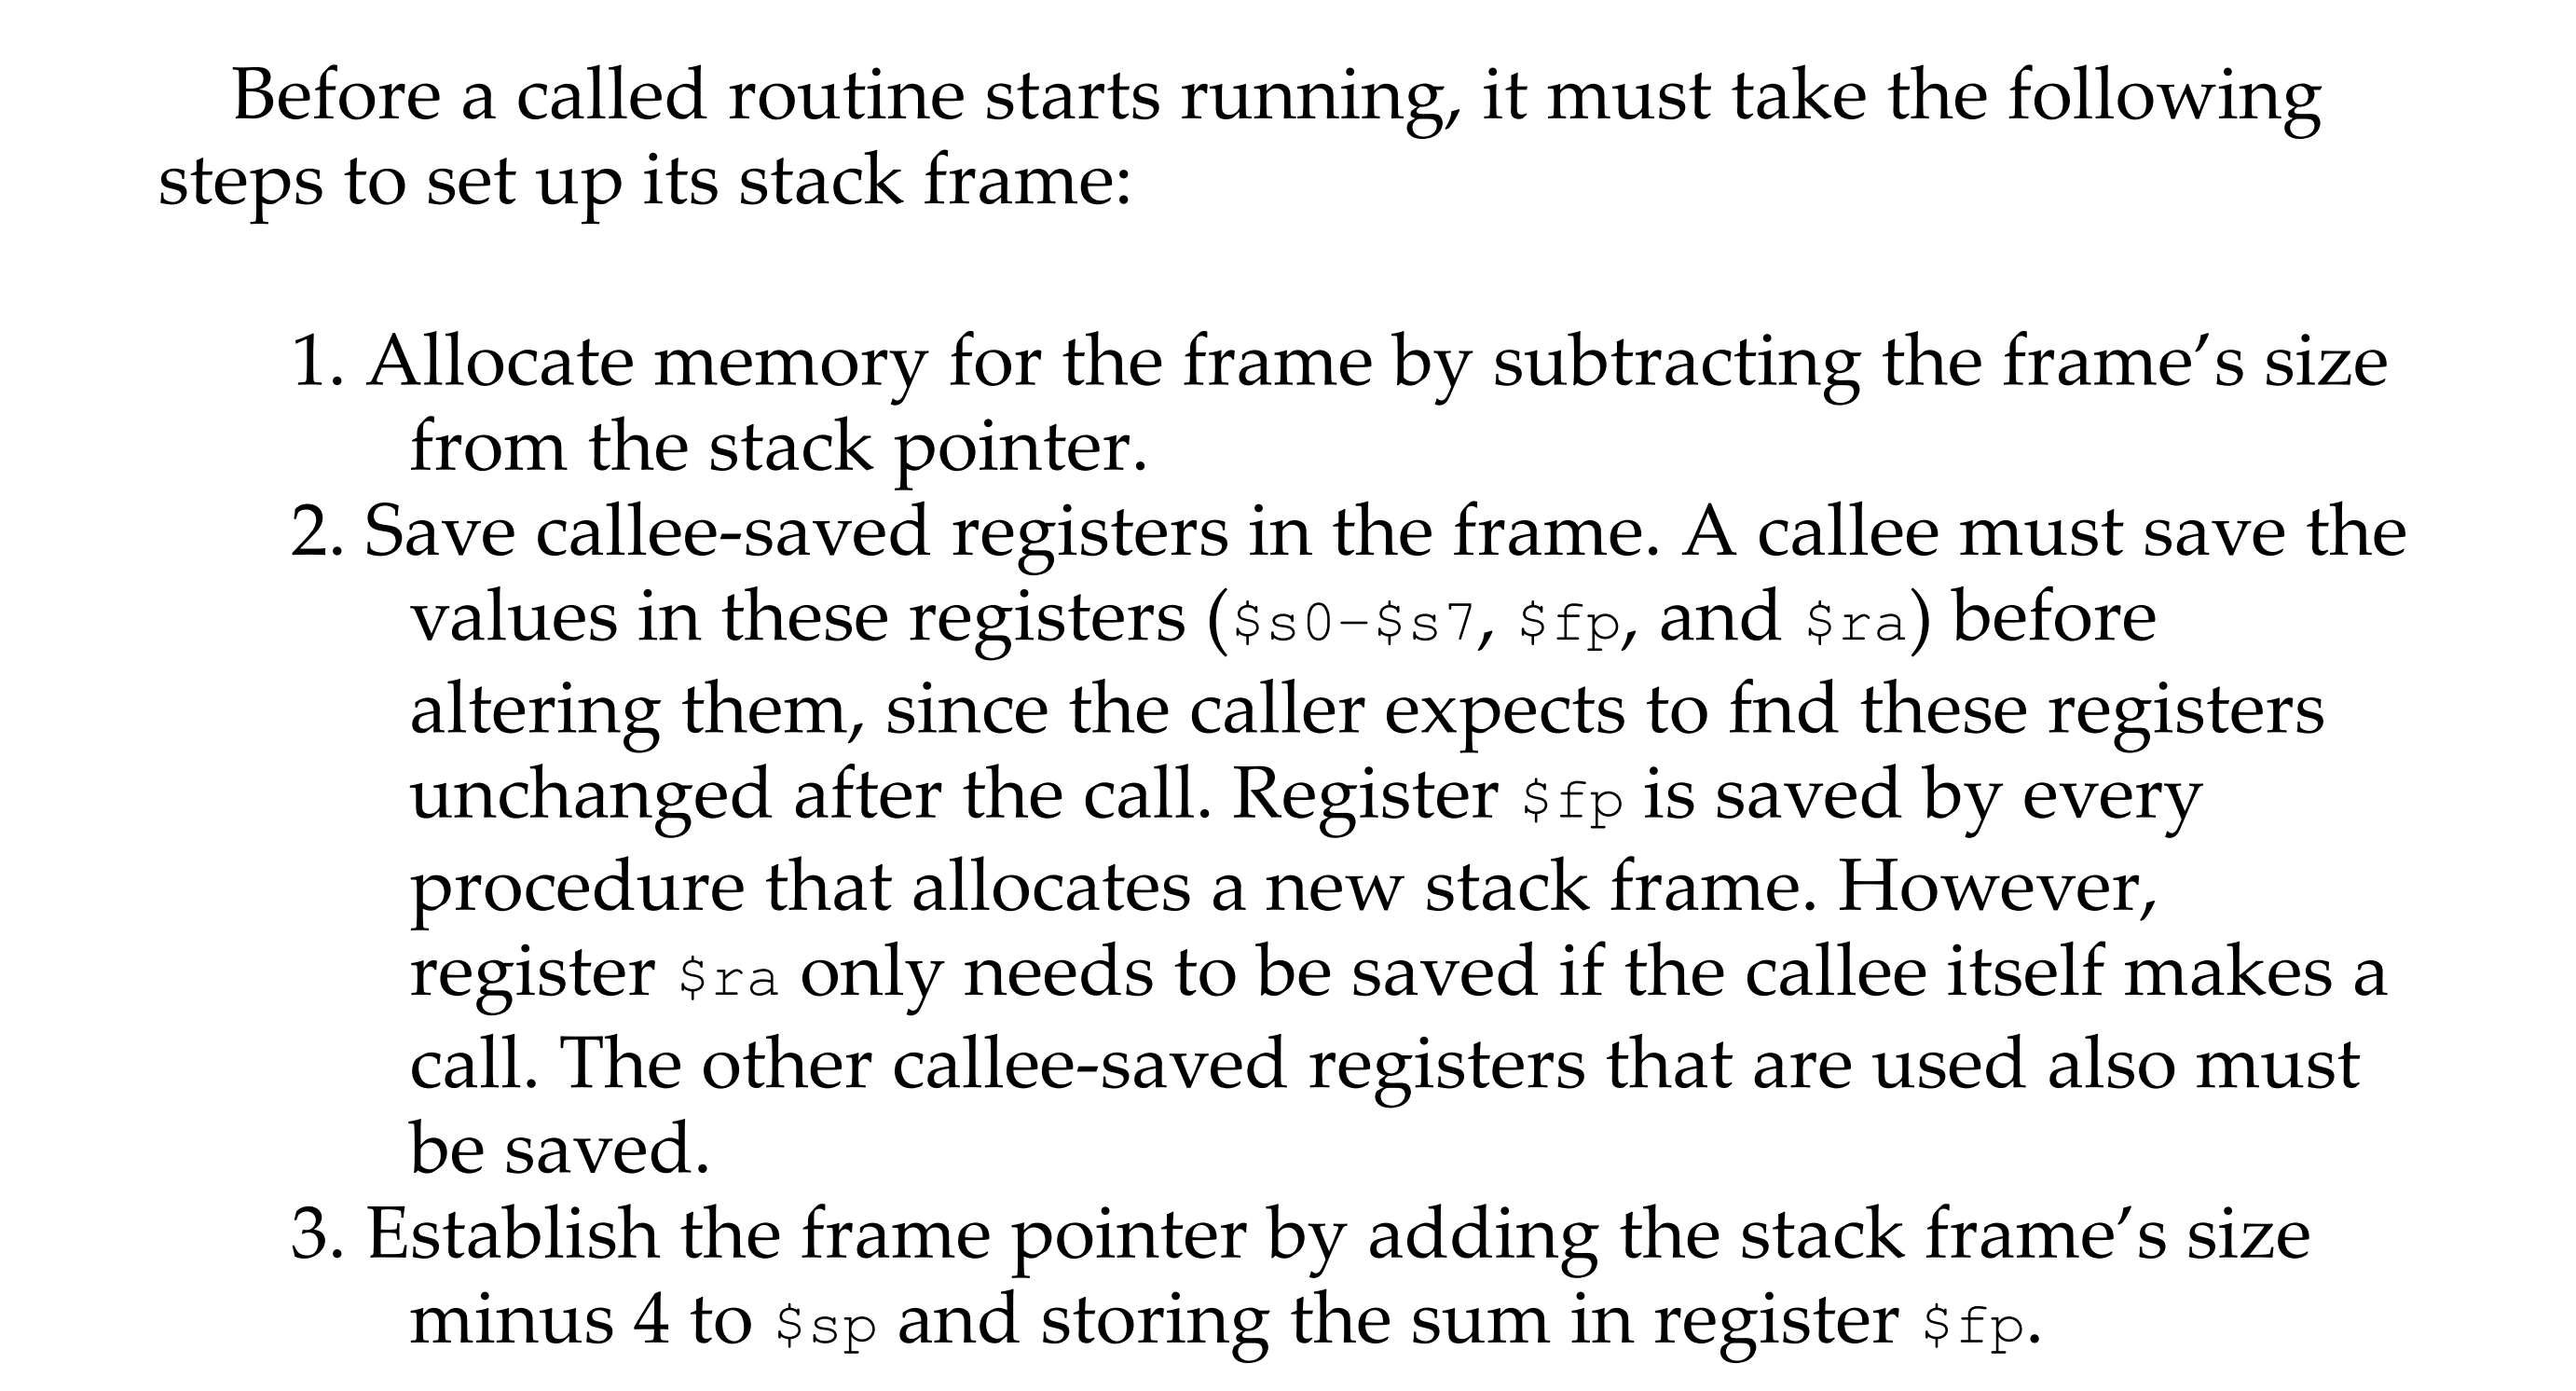 Before a called routine starts running, it must take the following
steps to set up its stack frame:
1. Allocate memory for the frame by subtracting the frame’s size
from the stack pointer.
2. Save callee-saved registers in the frame. A callee must save the
values in these registers ($s0–$s7, $fp, and $ra) before
altering them, since the caller expects to fnd these registers
unchanged after the call. Register $fp is saved by every
procedure that allocates a new stack frame. However,
register $ra only needs to be saved if the callee itself makes a
call. The other callee-saved registers that are used also must
be saved.
3. Establish the frame pointer by adding the stack frame’s size
minus 4 to $sp and storing the sum in register $fp.